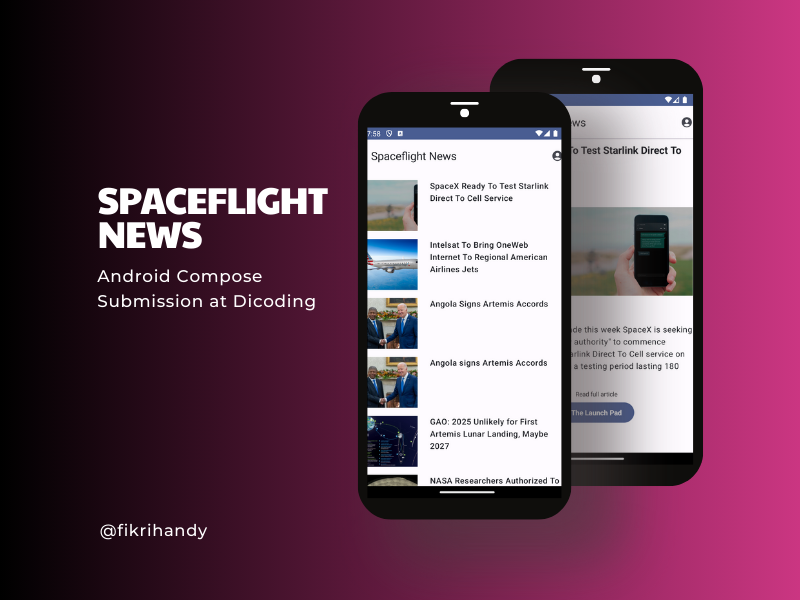 SPACEFLIGHT
NEWS
Android Compose
Submission at Dicoding
@fikrihandy
7:58
Spaceflight News
SpaceX Ready To Test Starlink
Direct To Cell Service
Intelsat To Bring OneWeb
Internet To Regional American
Airlines Jets
Angola Signs Artemis Accords
Angola signs Artemis Accords
GAO: 2025 Unlikely for First
Artemis Lunar Landing, Maybe
2027
NASA Researchers Authorized To
ws
To Test Starlink Direct To
de this week SpaceX is seeking
authority" to commence
arlink Direct To Cell service on
a testing period lasting 180
Read full article
The Launch Pad